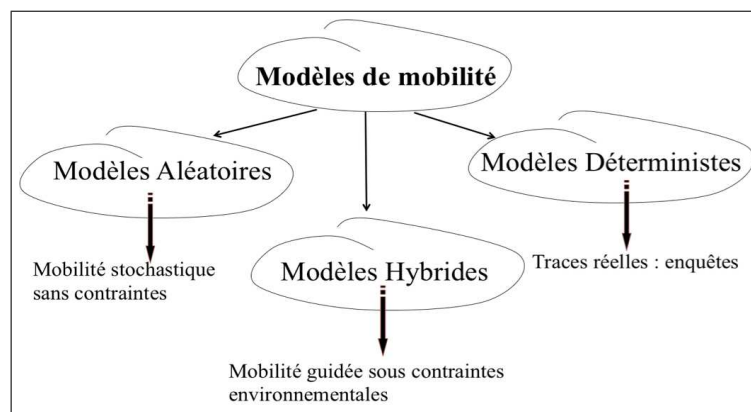 Modèles de mobilité
Modèles Aléatoires
Modèles Déterministes
Mobilité stochastique
sans contraintes
Modèles Hybrides
Traces réelles : enquêtes
Mobilité guidée sous contraintes
environnementales